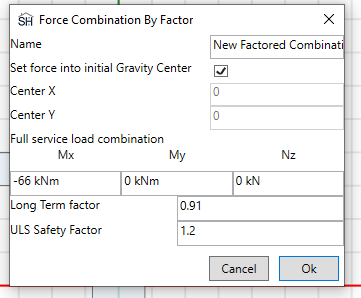 SH Force Combination By Factor
Name New Factored Combinati
Set force into initial Gravity Center
Center X 0
Center Y 0
Full service load combination
Mx My Nz
-66 kNm 0 kNm 0 kN
Long Term factor 0.91
ULS Safety Factor 1.2
Cancel Ok